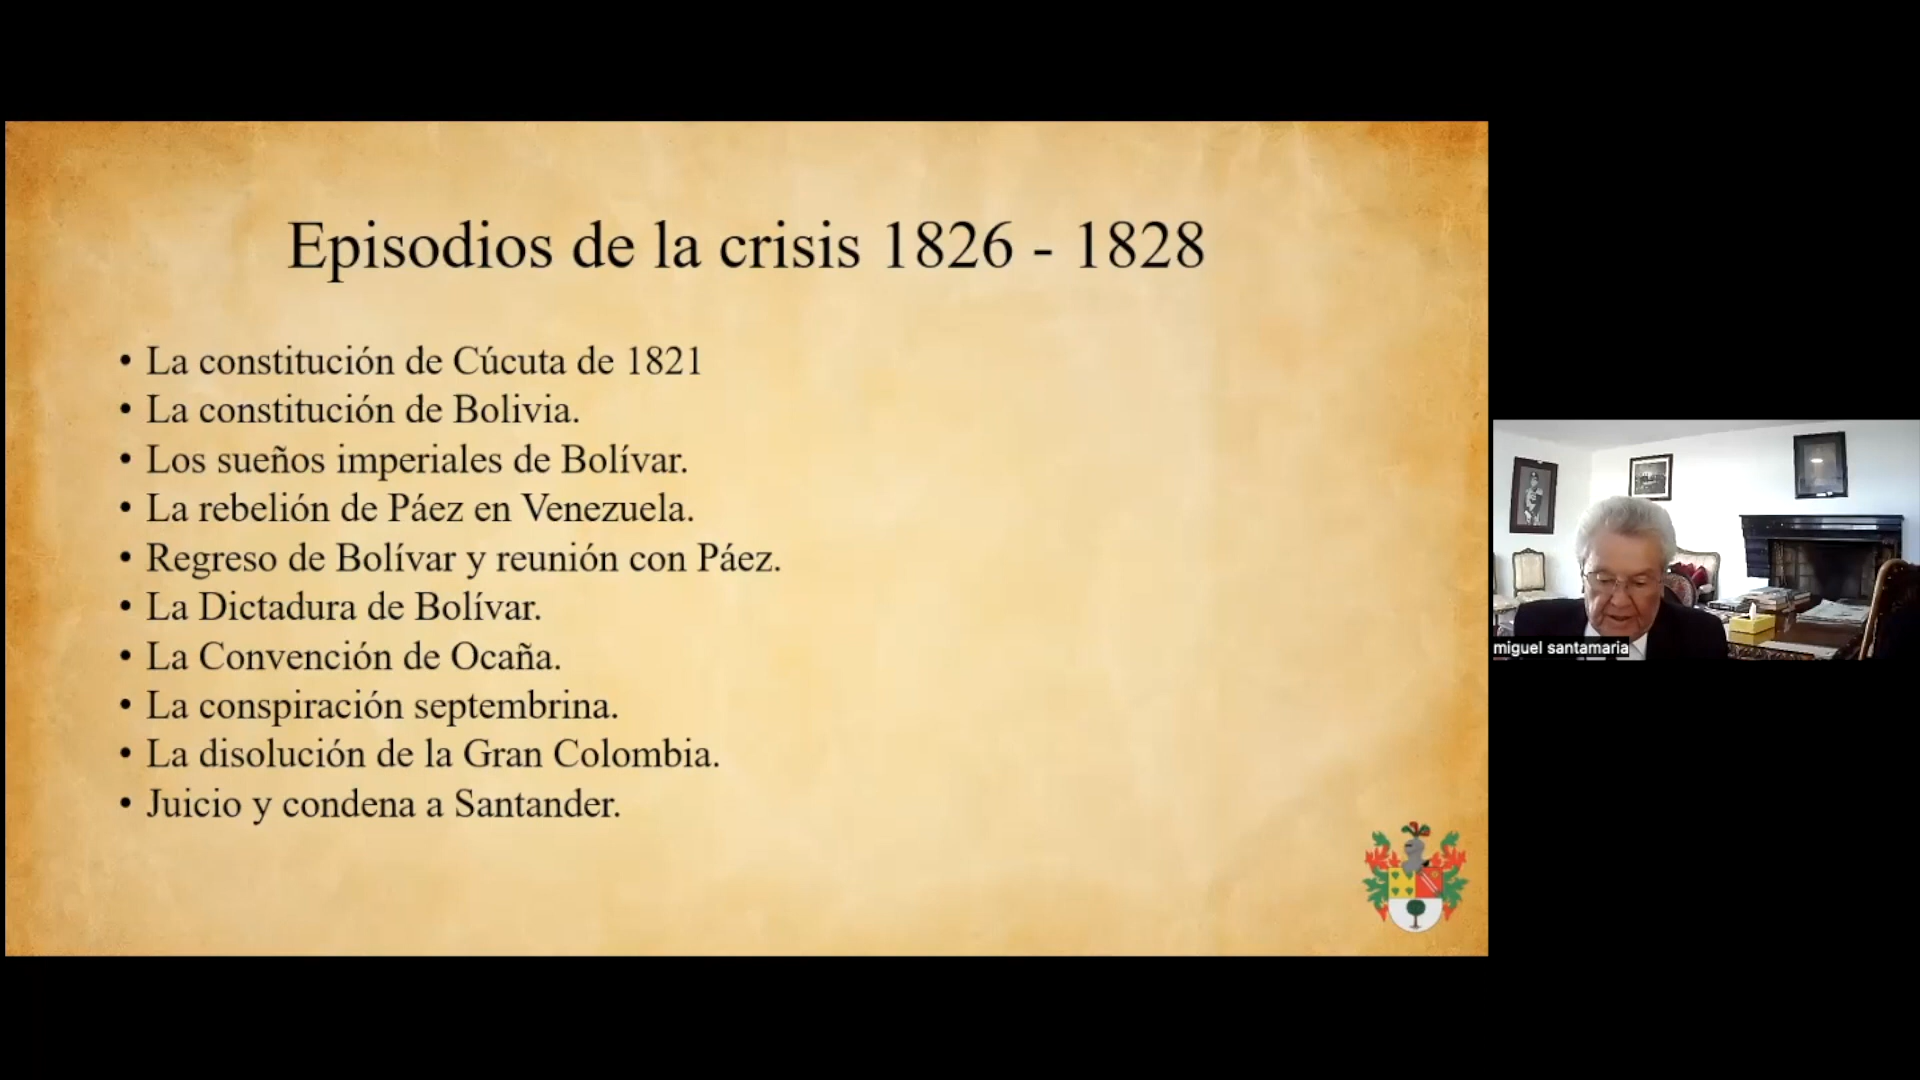 Episodios de la crisis 1826 - 1828
• La constitución de Cúcuta de 1821
• La constitución de Bolivia.
• Los sueños imperiales de Bolívar.
• La rebelión de Páez en Venezuela.
• Regreso de Bolívar y reunión con Páez.
• La Dictadura de Bolívar.
• La Convención de Ocaña.
• La conspiración septembrina.
• La disolución de la Gran Colombia.
• Juicio y condena a Santander.
miguel santamaria